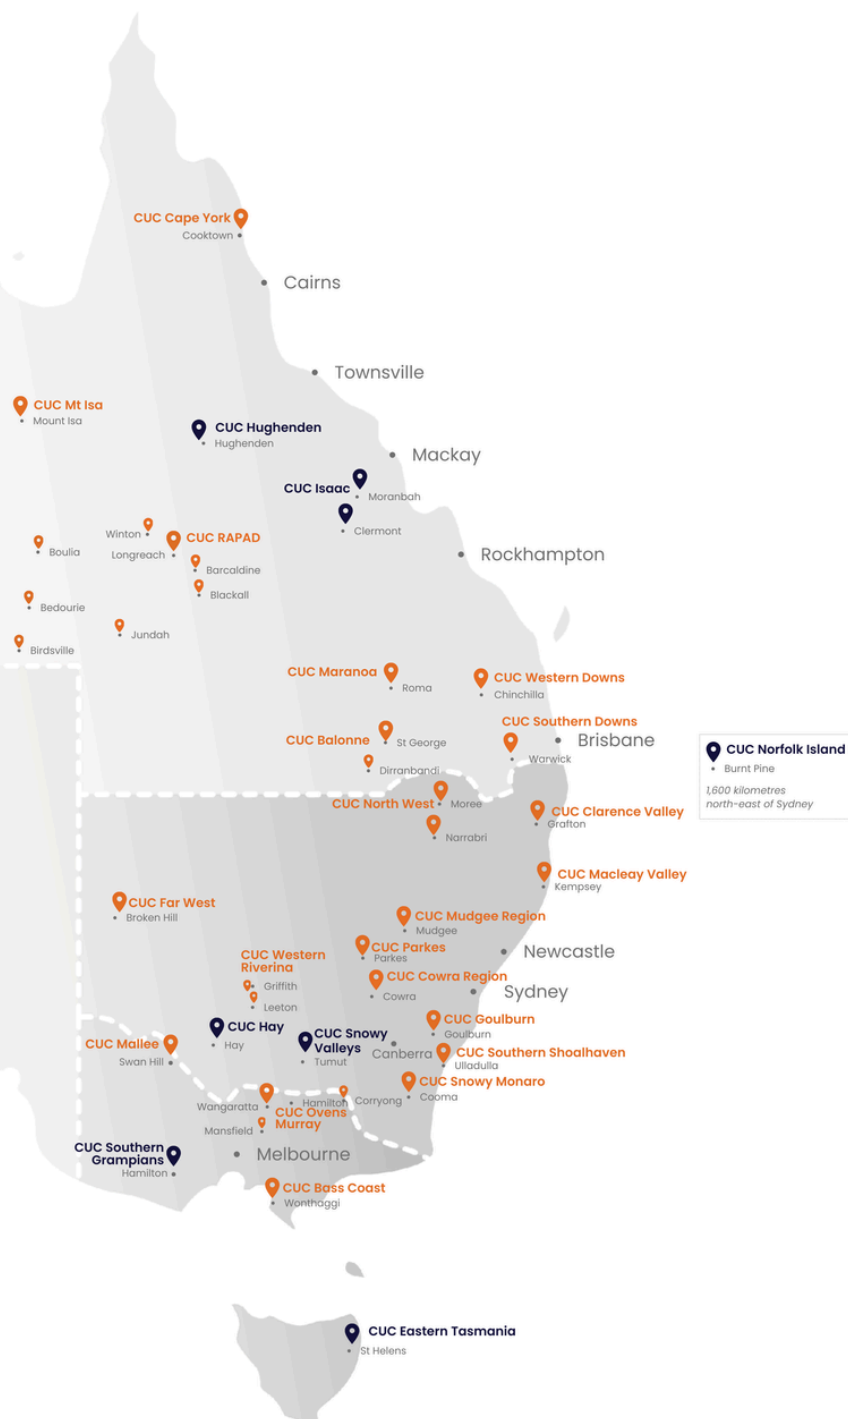 CUC Cape York
Cooktown
Cairns
Townsville
CUC Mt Isa
Mount Isa
CUC Hughenden
Hughenden
Mackay
CUC Isaac
Moranbah
Clermont
Winton
CUC RAPAD
Longreach
Boulia
Barcaldine
Rockhampton
Blackall
Bedourie
Jundah
Birdsville
CUC Maranoa
Roma
CUC Western Downs
Chinchilla
CUC Southern Downs
CUC Balonne
St George
Brisbane
Warwick
Dirranbandi
CUC Norfolk Island
Burnt Pine
1,600 kilometres
north-east of Sydney
CUC North West
Moree
CUC Clarence Valley
Grafton
Narrabri
CUC Macleay Valley
Kempsey
CUC Far West
Broken Hill
CUC Mudgee Region
Mudgee
CUC Parkes
Parkes
Newcastle
CUC Western
Riverina
Griffith
Leeton
CUC Cowra Region
Cowra
Sydney
CUC Goulburn
Goulburn
CUC Hay
Hay
CUC Snowy
Valleys
Tumut
Canberra
CUC Southern Shoalhaven
Ulladulla
CUC Mallee
Swan Hill
CUC Snowy Monaro
Cooma
Wangaratta
Hamilton
Corryong
CUC Ovens
Murray
Mansfield
CUC Southern
Grampians
Hamilton
Melbourne
CUC Bass Coast
Wonthaggi
CUC Eastern Tasmania
St Helens